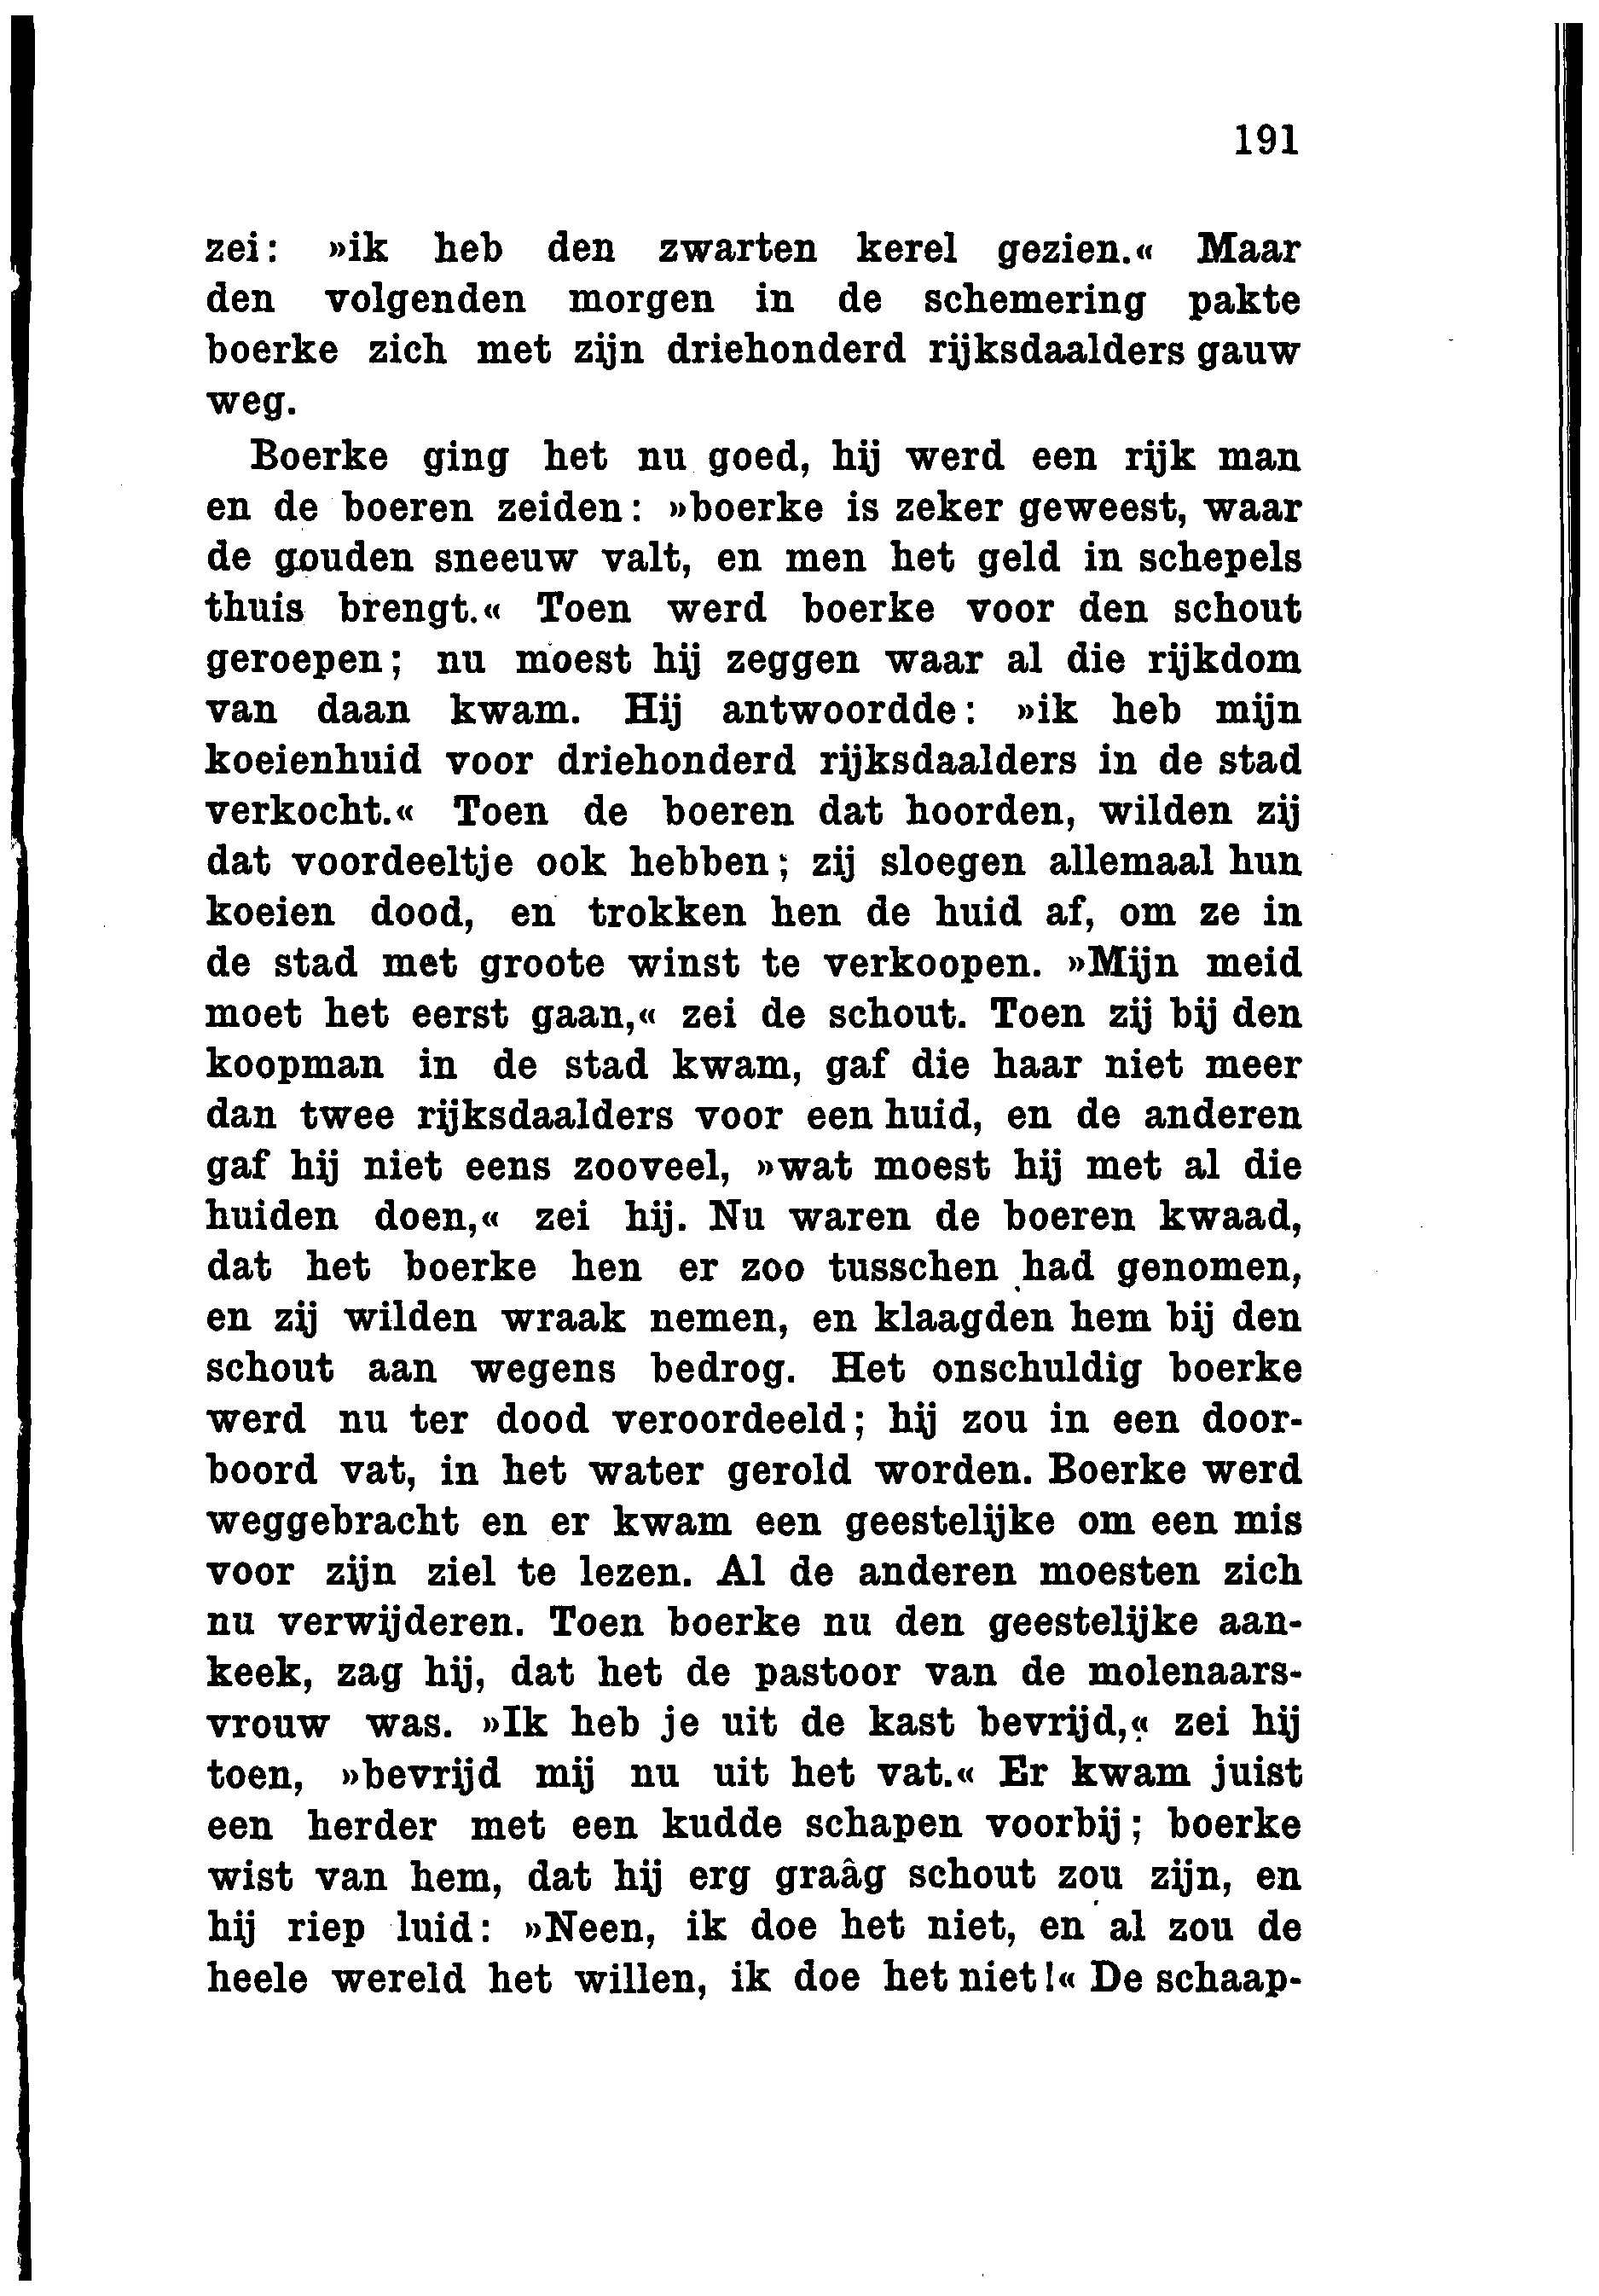 191
zei: »ik heb den zwarten kerel gezien.« Maar
den volgenden morgen in de schemering pakte
boerke zich met zijn driehonderd rijksdaalders gauw
weg.
Boerke ging het nu goed, hij werd een rijk man
en de boeren zeiden: »boerke is zeker geweest, waar
de gouden sneeuw valt, en men het geld in schepels
thuis brengt.« Toen werd boerke voor den schout
geroepen; nu moest hij zeggen waar al die rijkdom
van daan kwam. Hij antwoordde: »ik heb mijn
koeienhuid voor driehonderd rijksdaalders in de stad
verkocht.« Toen de boeren dat hoorden, wilden zij
dat voordeeltje ook hebben; zij sloegen allemaal hun
koeien dood, en trokken hen de huid af, om ze in
de stad met groote winst te verkoopen. »Mijn meid
moet het eerst gaan,« zei de schout. Toen zij bij den
koopman in de stad kwam, gaf die haar niet meer
dan twee rijksdaalders voor een huid, en de anderen
gaf hij niet eens zooveel, »wat moest hij met al die
huiden doen,« zei hij. Nu waren de boeren kwaad,
dat het boerke hen er zoo tusschen had genomen,
en zij wilden wraak nemen, en klaagden hem bij den
schout aan wegens bedrog. Het onschuldig boerke
werd nu ter dood veroordeeld; hij zou in een door-
boord vat, in het water gerold worden. Boerke werd
weggebracht en er kwam een geestelijke om een mis
voor zijn ziel te lezen. Al de anderen moesten zich
nu verwijderen. Toen boerke nu den geestelijke aan-
keek, zag hij, dat het de pastoor van de molenaars-
vrouw was. »Ik heb je uit de kast bevrijd,« zei hij
toen, »bevrijd mij nu uit het vat.« Er kwam juist
een herder met een kudde schapen voorbij; boerke
wist van hem, dat hij erg graâg schout zou zijn, en
hij riep luid: »Neen, ik doe het niet, en al zou de
heele wereld het willen, ik doe het niet!« De schaap-